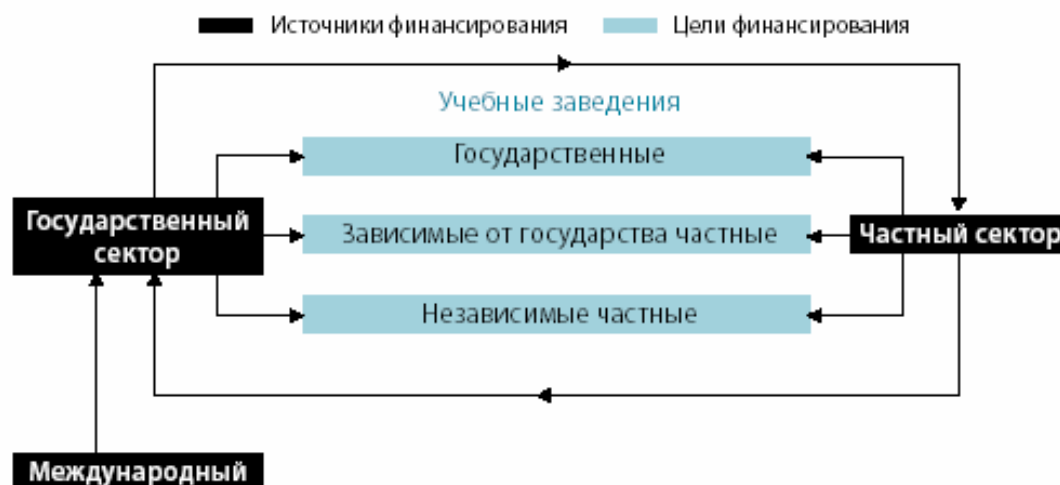 Источники финансирования
Цели финансирования
Учебные заведения
Государственные
Государственный
сектор
Зависимые от государства частные
Частный сектор
Независимые частные
Международный